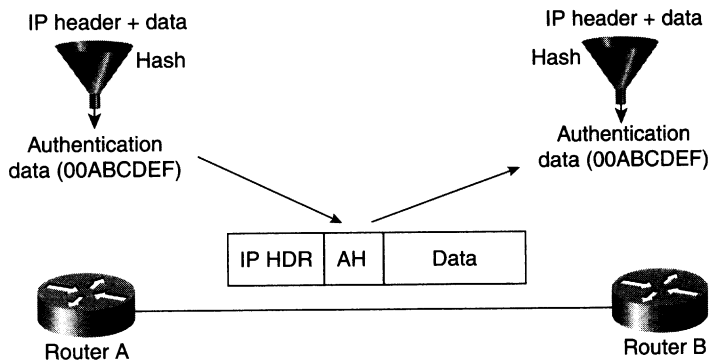 IP header + data
Hash
Authentication
data (00ABCDEF)
IP header + data
Hash
Authentication
data (00ABCDEF)
IP HDR
AH
Data
Router A
Router B